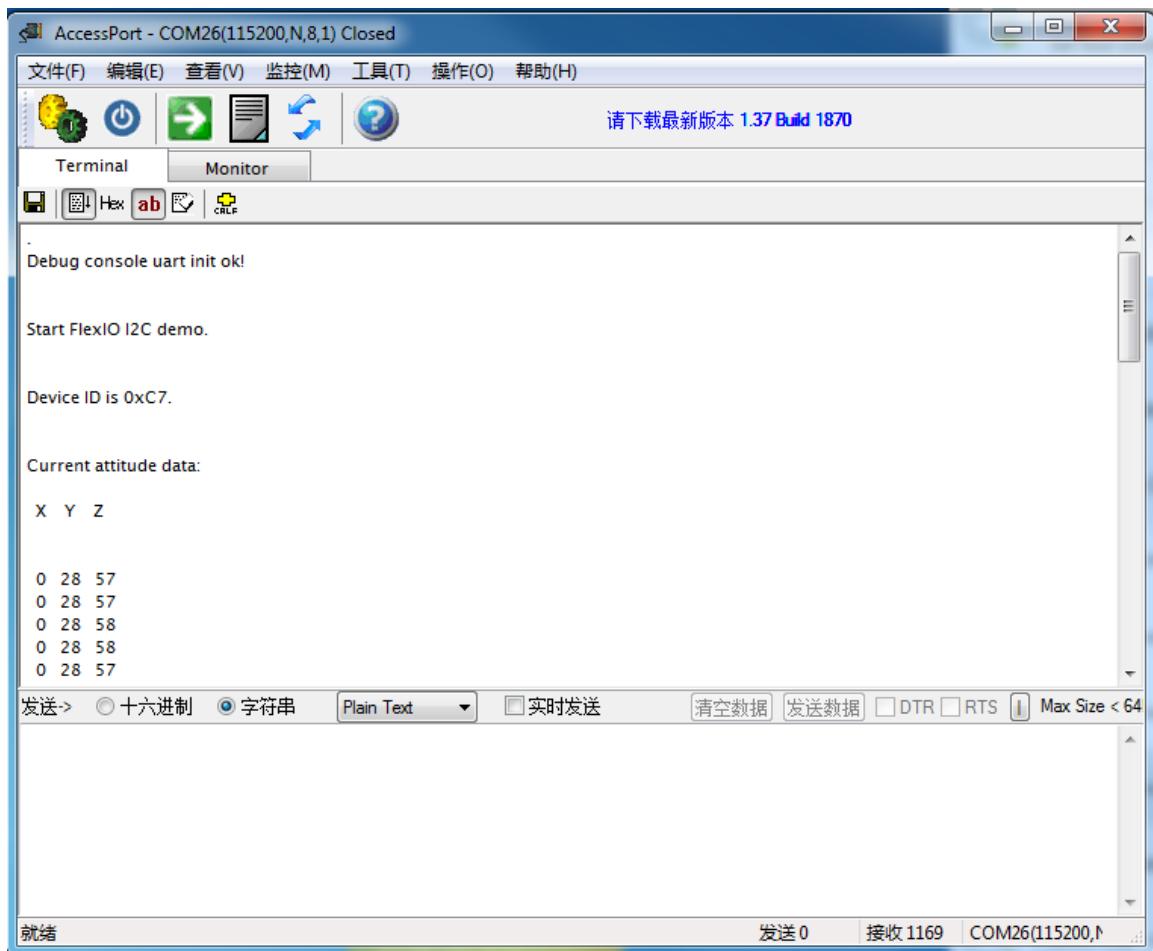 AccessPort - COM26(115200,N,8,1) Closed
文件(F) 编辑(E) 查看(V) 监控(M) 工具(T) 操作(O) 帮助(H)
请下载最新版本 1.37 Build 1870
Terminal Monitor
Hex ab CRLF
.
Debug console uart init ok!
Start FlexIO I2C demo.
Device ID is 0xC7.
Current attitude data:
X Y Z
0 28 57
0 28 57
0 28 58
0 28 58
0 28 57
发送-> 十六进制 字符串 Plain Text 实时发送 清空数据 发送数据 DTR RTS Max Size < 64
就绪 发送 0 接收 1169 COM26(115200,N